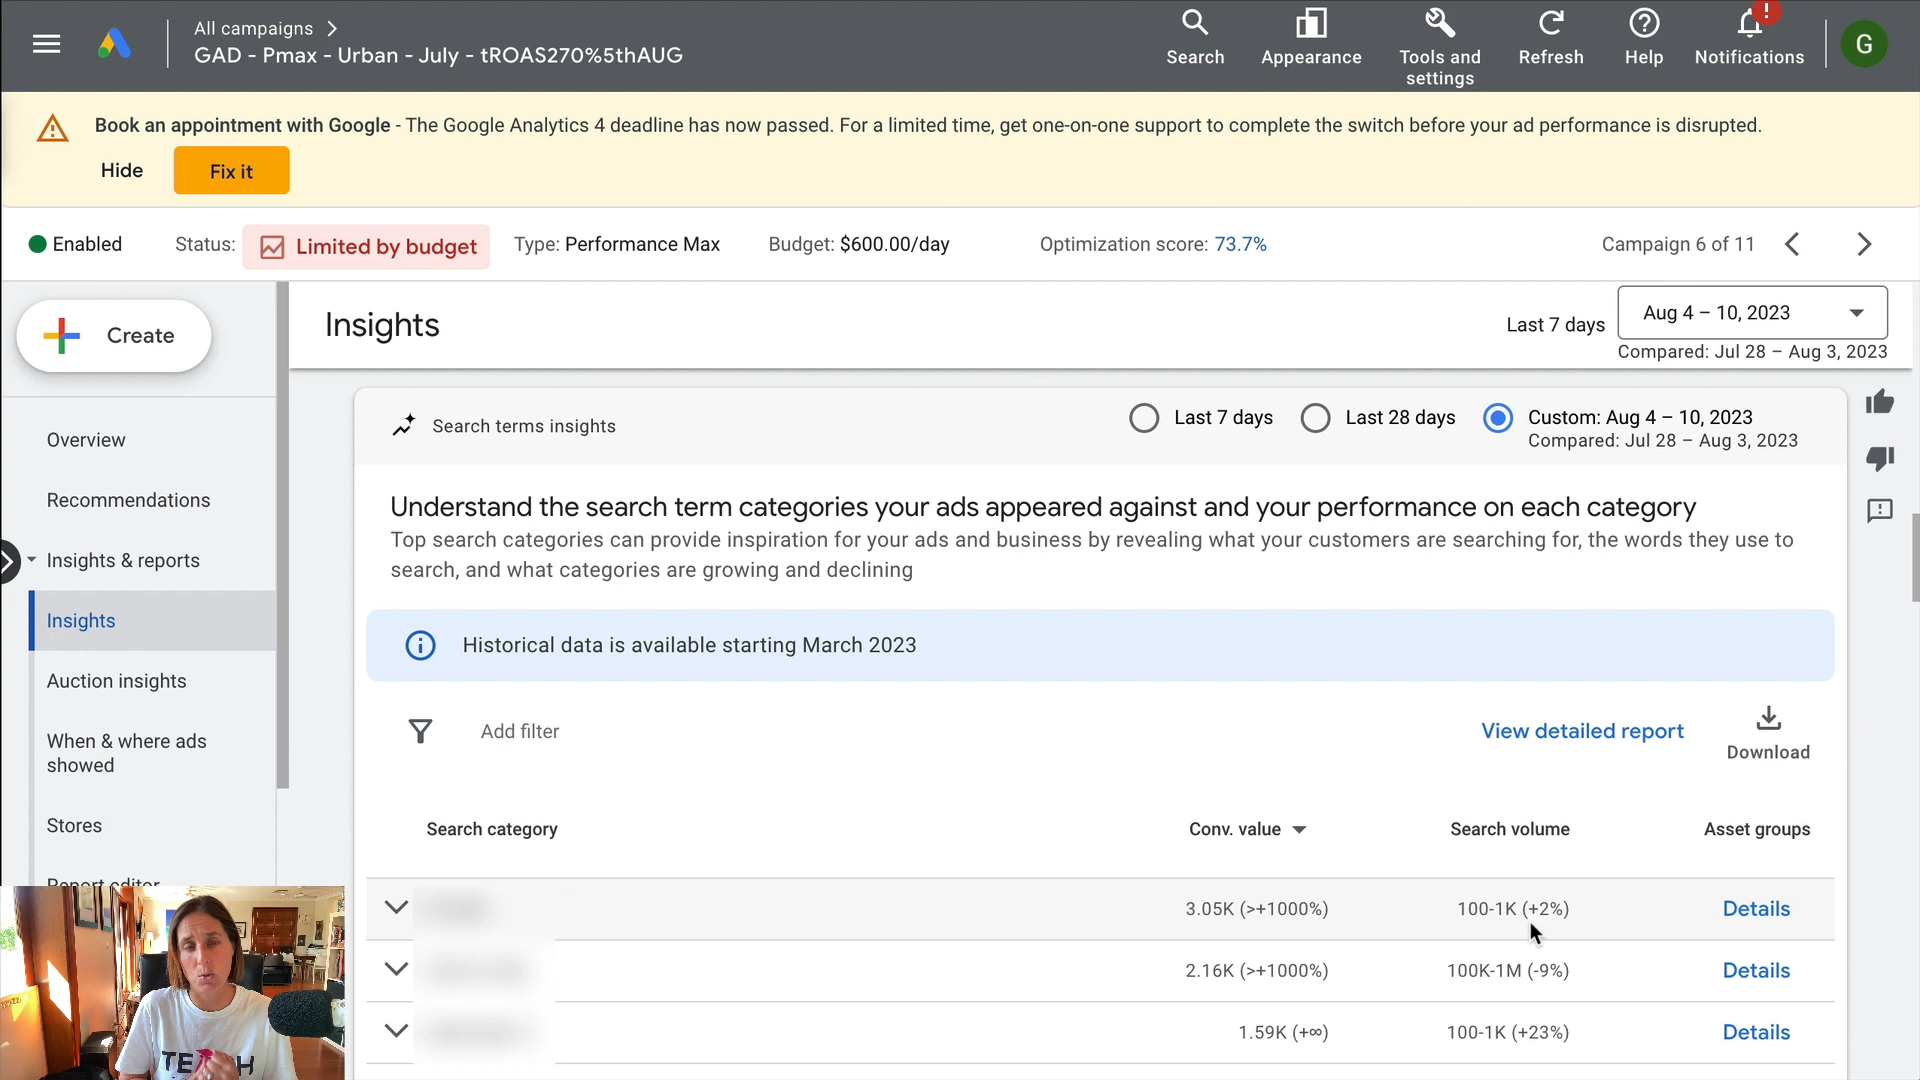 All campaigns
GAD - Pmax - Urban - July - tROAS270%5thAUG
Search
Appearance
Tools and
settings
Refresh
Help
Notifications
!
G
Book an appointment with Google - The Google Analytics 4 deadline has now passed. For a limited time, get one-on-one support to complete the switch before your ad performance is disrupted.
Hide
Fix it
Enabled
Status:
Limited by budget
Type: Performance Max
Budget: $600.00/day
Optimization score: 73.7%
Campaign 6 of 11
Create
Insights
Last 7 days
Aug 4 – 10, 2023
Compared: Jul 28 – Aug 3, 2023
Overview
Recommendations
Insights & reports
Insights
Auction insights
When & where ads
showed
Stores
Report editor
Search terms insights
Last 7 days
Last 28 days
Custom: Aug 4 – 10, 2023
Compared: Jul 28 – Aug 3, 2023
Understand the search term categories your ads appeared against and your performance on each category
Top search categories can provide inspiration for your ads and business by revealing what your customers are searching for, the words they use to
search, and what categories are growing and declining
Historical data is available starting March 2023
Add filter
View detailed report
Download
Search category
Conv. value
Search volume
Asset groups
3.05K (>+1000%)
100-1K (+2%)
Details
2.16K (>+1000%)
100K-1M (-9%)
Details
1.59K (+∞)
100-1K (+23%)
Details